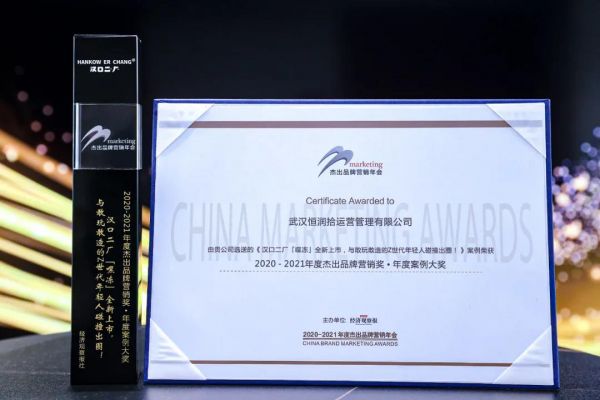 HANKOW ER CHANG®
汉口二厂
marketing
杰出品牌营销年会
2020-2021年度杰出品牌营销奖·年度案例大奖
汉口二厂「嘿冻」全新上市,
与敢玩敢造的Z世代年轻人碰撞出圈!
经济观察报社
marketing
杰出品牌营销年会
Certificate Awarded to
CHINA MARKETING AWARDS
武汉恒润拾运营管理有限公司
由贵公司选送的《汉口二厂「嘿冻」全新上市,与敢玩敢造的Z世代年轻人碰撞出圈!》案例荣获
2020-2021年度杰出品牌营销奖·年度案例大奖
主办单位: 经济观察报
2020-2021年度杰出品牌营销年会
CHINA BRAND MARKETING AWARDS